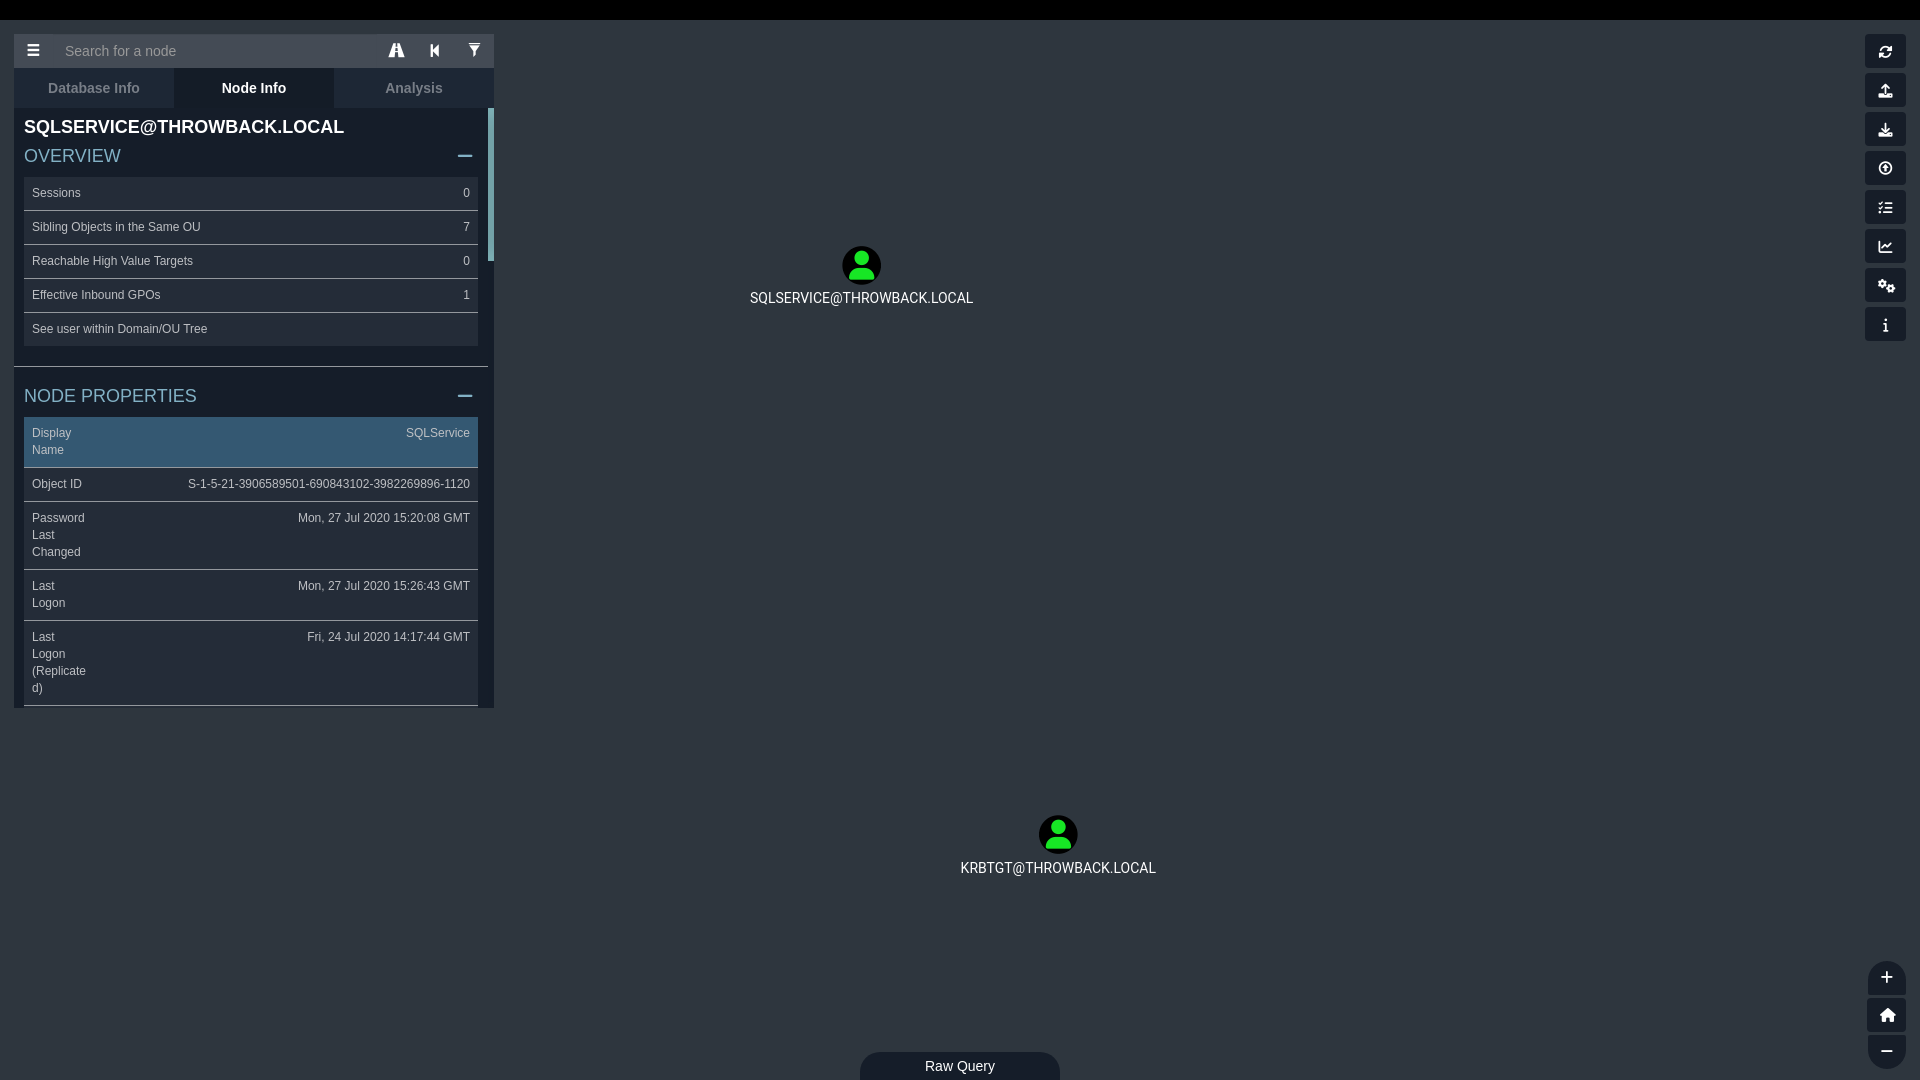 Search for a node
Database Info
Node Info
Analysis
SQLSERVICE@THROWBACK.LOCAL
OVERVIEW
Sessions 0
Sibling Objects in the Same OU 7
Reachable High Value Targets 0
Effective Inbound GPOs 1
See user within Domain/OU Tree
NODE PROPERTIES
Display SQLService
Name
Object ID S-1-5-21-3906589501-690843102-3982269896-1120
Password Mon, 27 Jul 2020 15:20:08 GMT
Last
Changed
Last Mon, 27 Jul 2020 15:26:43 GMT
Logon
Last Fri, 24 Jul 2020 14:17:44 GMT
Logon
(Replicate
d)
SQLSERVICE@THROWBACK.LOCAL
KRBTGT@THROWBACK.LOCAL
Raw Query